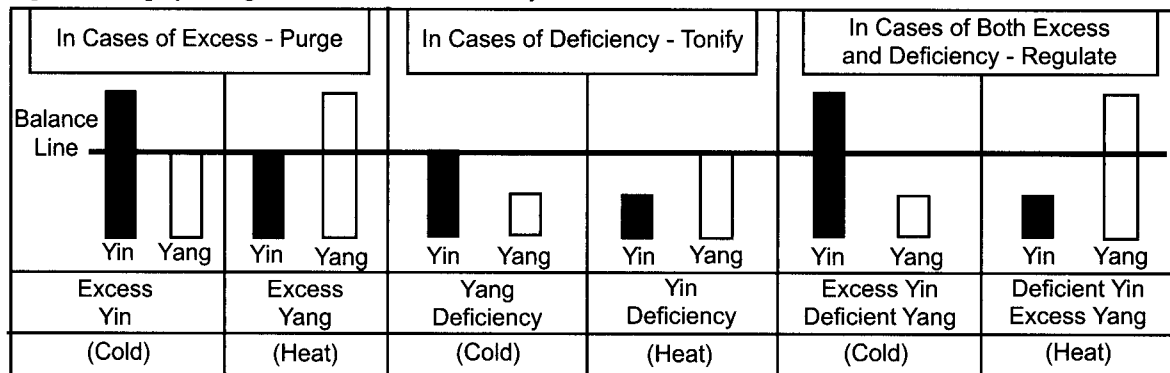 In Cases of Excess - Purge
In Cases of Deficiency - Tonify
In Cases of Both Excess
and Deficiency - Regulate
Balance
Line
Yin Yang
Yin Yang
Yin Yang
Yin Yang
Yin Yang
Yin Yang
Excess
Yin
Excess
Yang
Yang
Deficiency
Yin
Deficiency
Excess Yin
Deficient Yang
Deficient Yin
Excess Yang
(Cold)
(Heat)
(Cold)
(Heat)
(Cold)
(Heat)